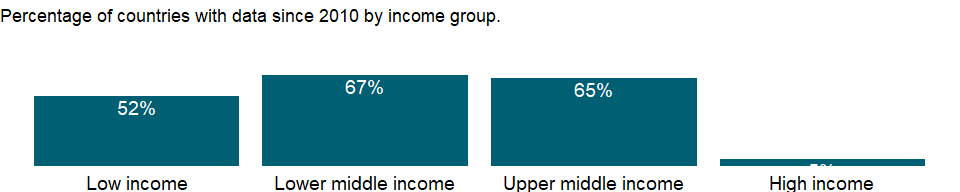 Percentage of countries with data since 2010 by income group.
52%
67%
65%
Low income
Lower middle income
Upper middle income
High income